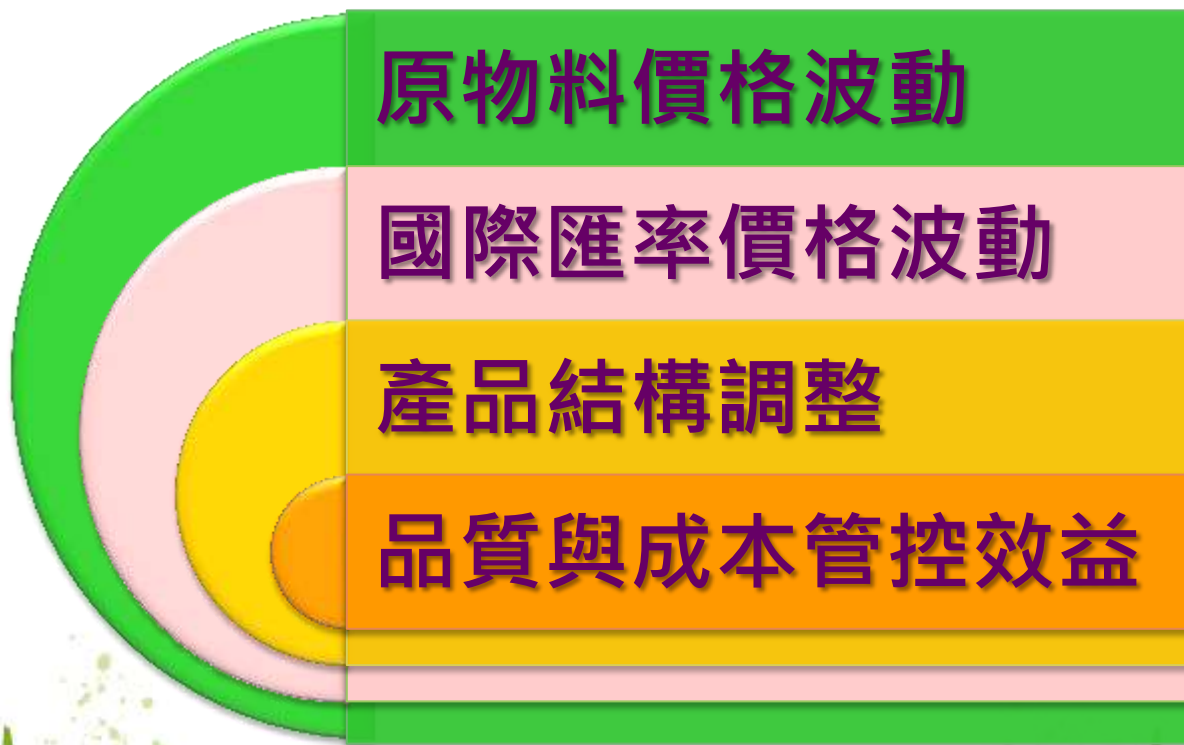 原物料價格波動
國際匯率價格波動
產品結構調整
品質與成本管控效益